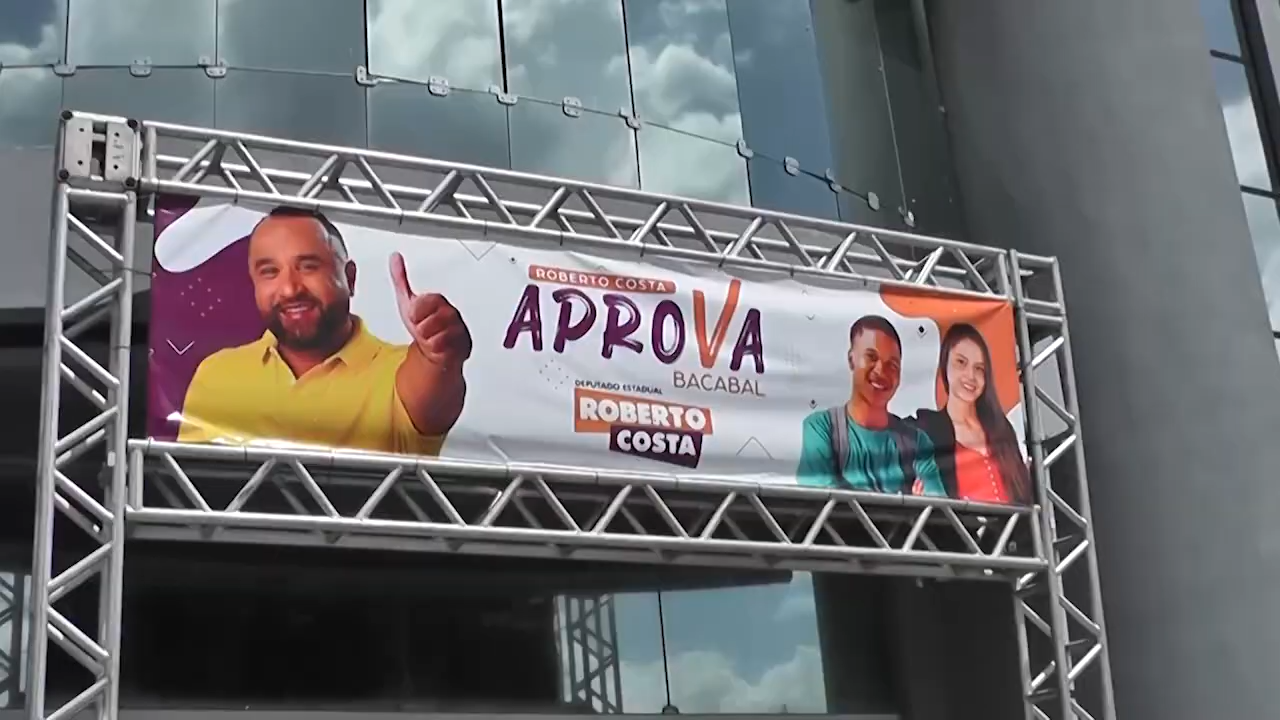 ROBERTO COSTA
APROVA
BACABAL
DEPUTADO ESTADUAL
ROBERTO
COSTA